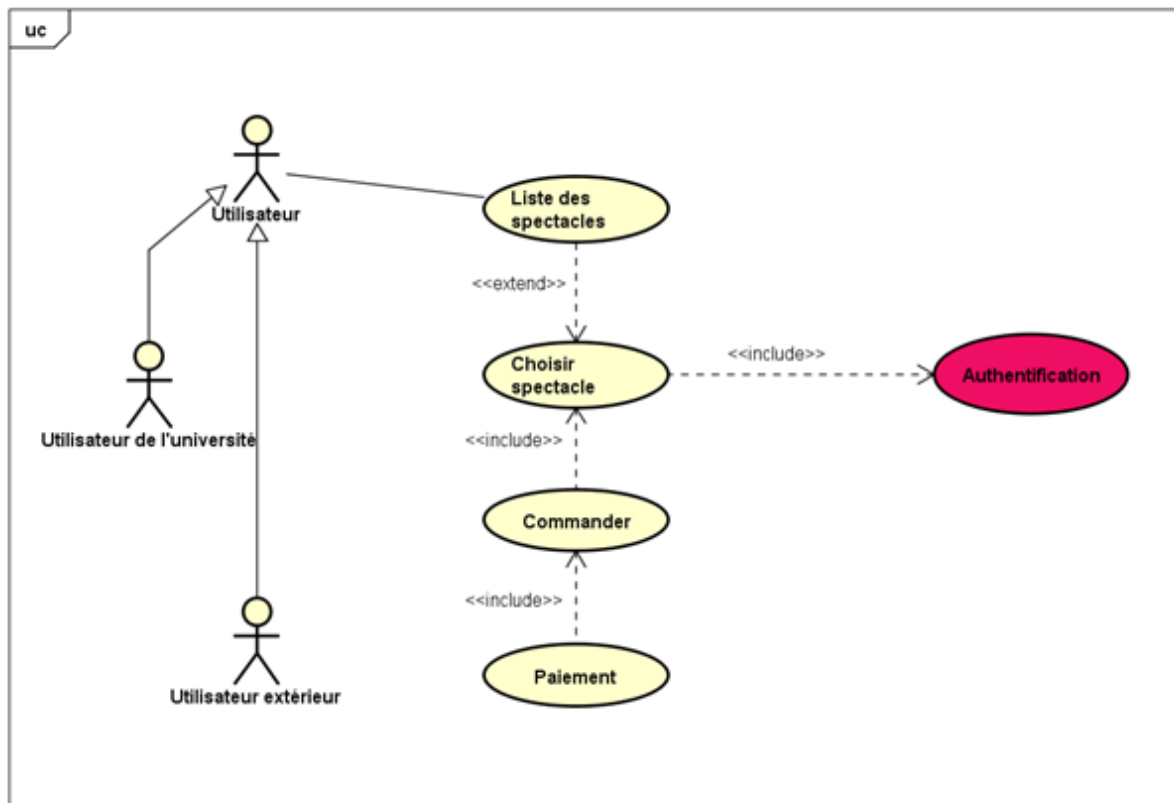 uc
Utilisateur
Liste des
spectacles
<<extend>>
Choisir
spectacle
<<include>>
Authentification
Utilisateur de l'université
<<include>>
Commander
<<include>>
Paiement
Utilisateur extérieur